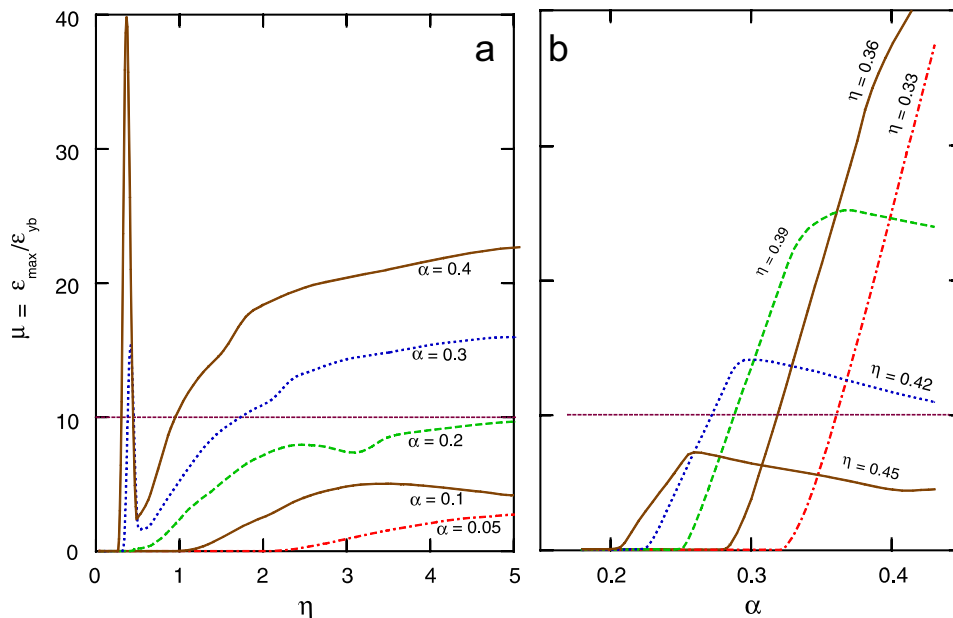 a
b
40
30
20
10
0
μ = ε_max/ε_yb
α = 0.4
α = 0.3
α = 0.2
α = 0.1
α = 0.05
0 1 2 3 4 5
η
η = 0.36
η = 0.33
η = 0.39
η = 0.42
η = 0.45
0.2 0.3 0.4
α